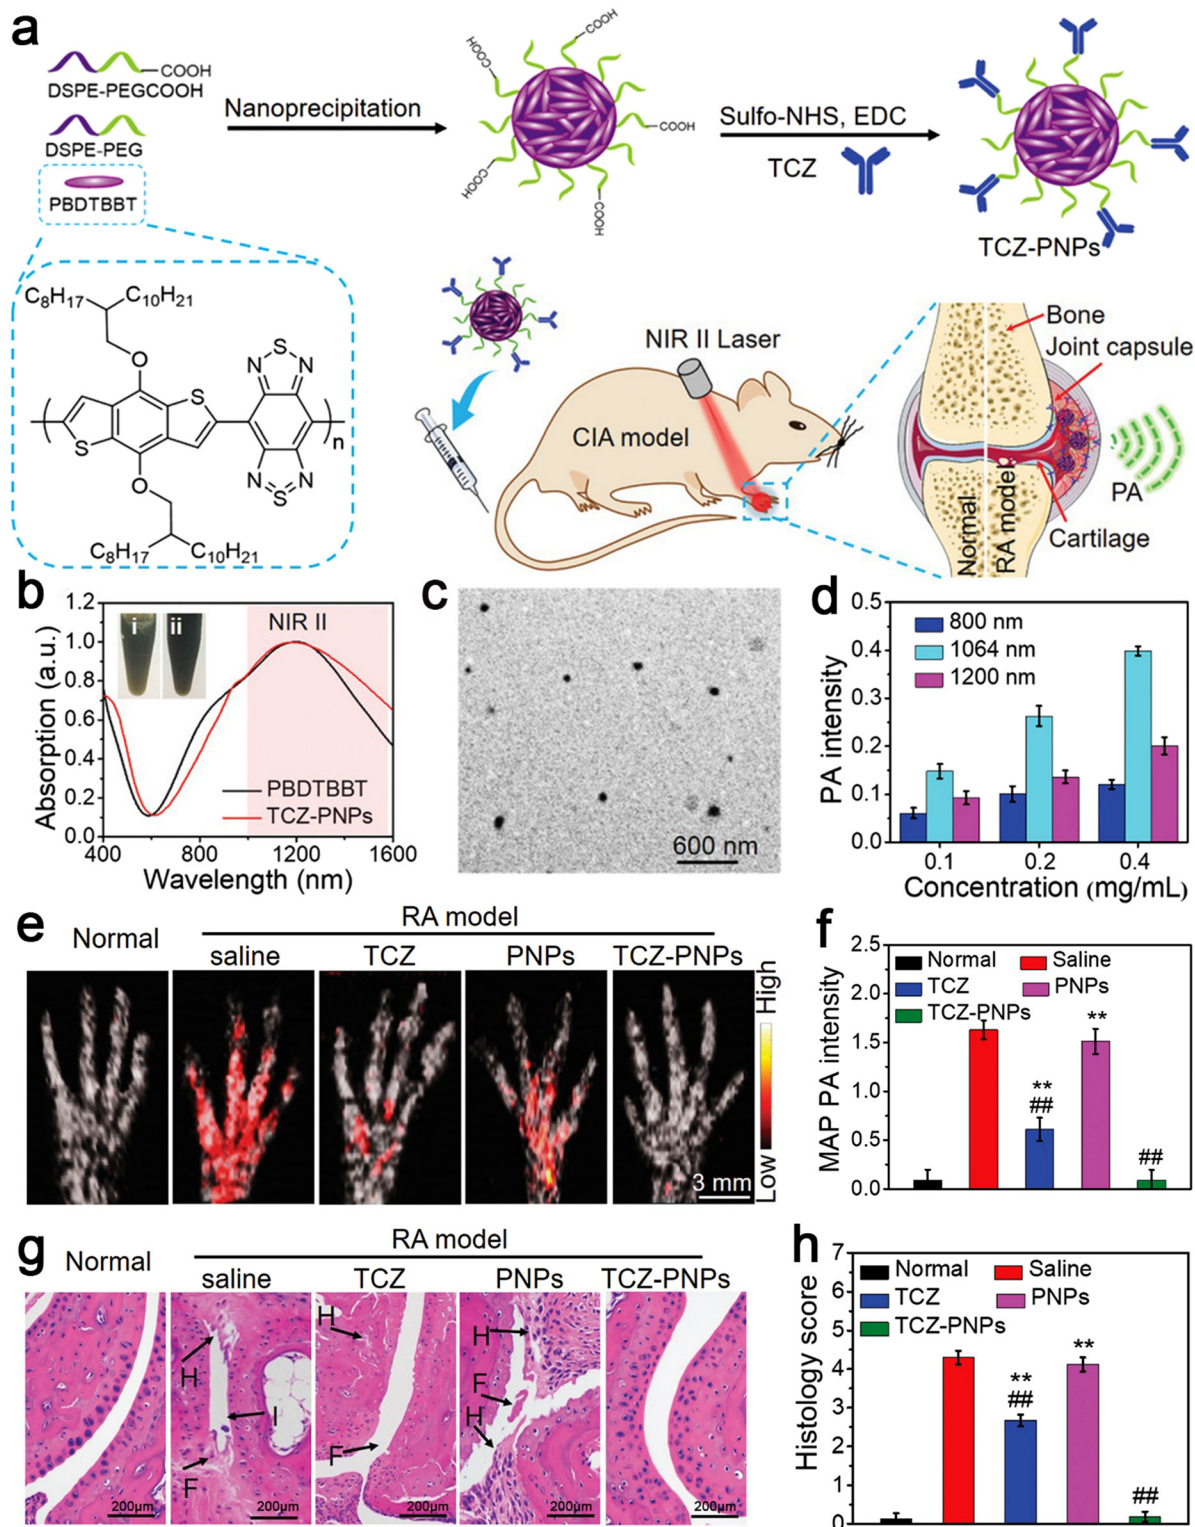 a
COOH
DSPE-PEGCOOH
DSPE-PEG
PBDTBBT
Nanoprecipitation
COOH
COOH
COOH
COOH
COOH
Sulfo-NHS, EDC
TCZ
TCZ-PNPs
C8H17
C10H21
O
S
S
N
S
N
N
S
N
n
O
C8H17
C10H21
NIR II Laser
CIA model
Bone
Joint capsule
PA
Cartilage
Normal
RA model
b
i
ii
NIR II
PBDTBBT
TCZ-PNPs
Absorption (a.u.)
1.2
1.0
0.8
0.6
0.4
0.2
0.0
400
800
1200
1600
Wavelength (nm)
c
600 nm
d
800 nm
1064 nm
1200 nm
PA intensity
0.5
0.4
0.3
0.2
0.1
0.0
0.1
0.2
0.4
Concentration (mg/mL)
e
RA model
Normal
saline
TCZ
PNPs
TCZ-PNPs
High
Low
3 mm
f
Normal
Saline
TCZ
PNPs
TCZ-PNPs
MAP PA intensity
2.5
2.0
1.5
1.0
0.5
0.0
**
##
**
##
g
RA model
Normal
saline
TCZ
PNPs
TCZ-PNPs
H
I
F
H
F
H
F
H
200μm
200μm
200μm
200μm
200μm
h
Normal
Saline
TCZ
PNPs
TCZ-PNPs
Histology score
7
6
5
4
3
2
1
0
**
##
**
##